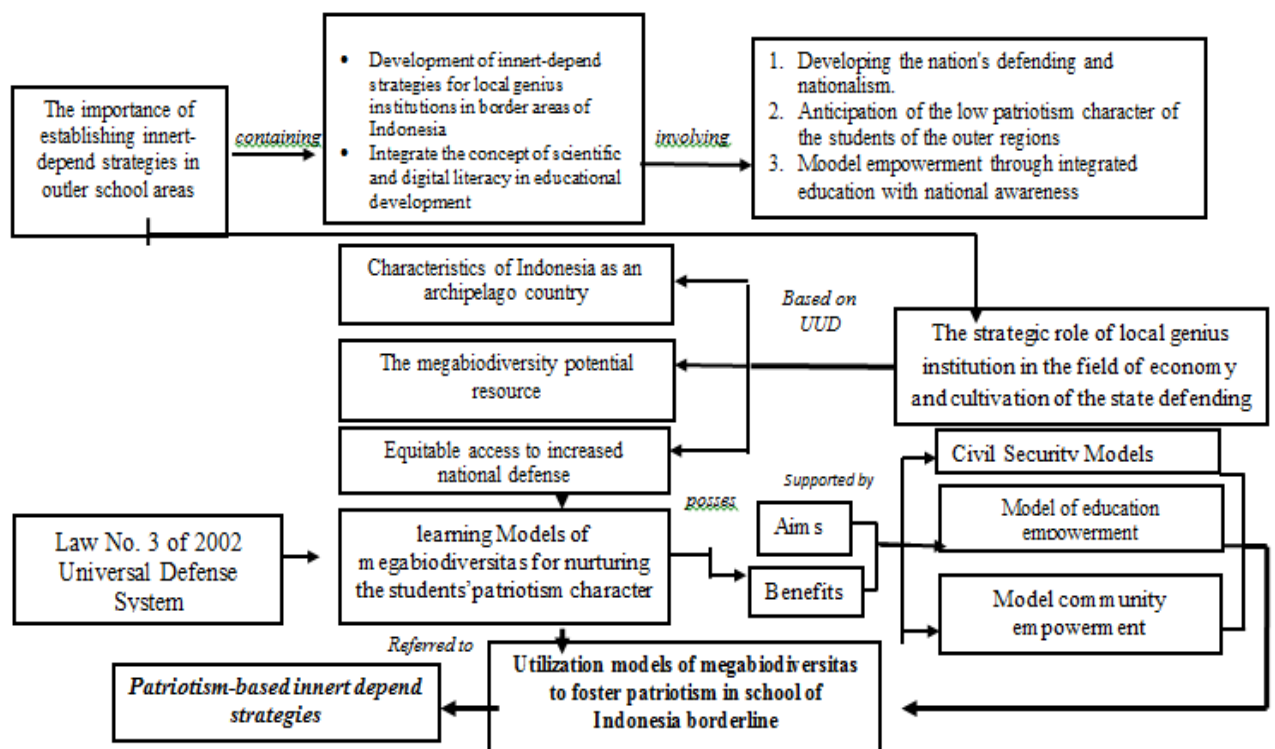 The importance of
establishing innert-
depend strategies in
outler school areas
containing
• Development of innert-depend
strategies for local genius
institutions in border areas of
Indonesia
• Integrate the concept of scientific
and digital literacy in educational
development
involving
1. Developing the nation's defending and
nationalism.
2. Anticipation of the low patriotism character of
the students of the outer regions
3. Moodel empowerment through integrated
education with national awareness
Characteristics of Indonesia as an
archipelago country
Based on
UUD
The strategic role of local genius
institution in the field of economy
and cultivation of the state defending
The megabiodiversity potential
resource
Equitable access to increased
national defense
Law No. 3 of 2002
Universal Defense
System
learning Models of
megabiodiversitas for nurturing
the students'patriotism character
posses
Supported by
Aims
Benefits
Civil Security Models
Model of education
empowerment
Model community
empowerment
Referred to
Utilization models of megabiodiversitas
to foster patriotism in school of
Indonesia borderline
Patriotism-based innert depend
strategies